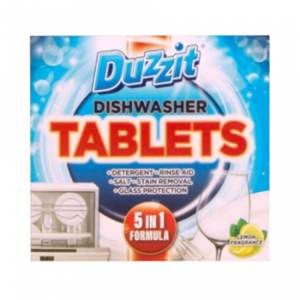 Duzzit
DISHWASHER
TABLETS
• DETERGENT • RINSE AID
• SALT • STAIN REMOVAL
• GLASS PROTECTION
5 IN 1
FORMULA
LEMON
FRAGRANCE